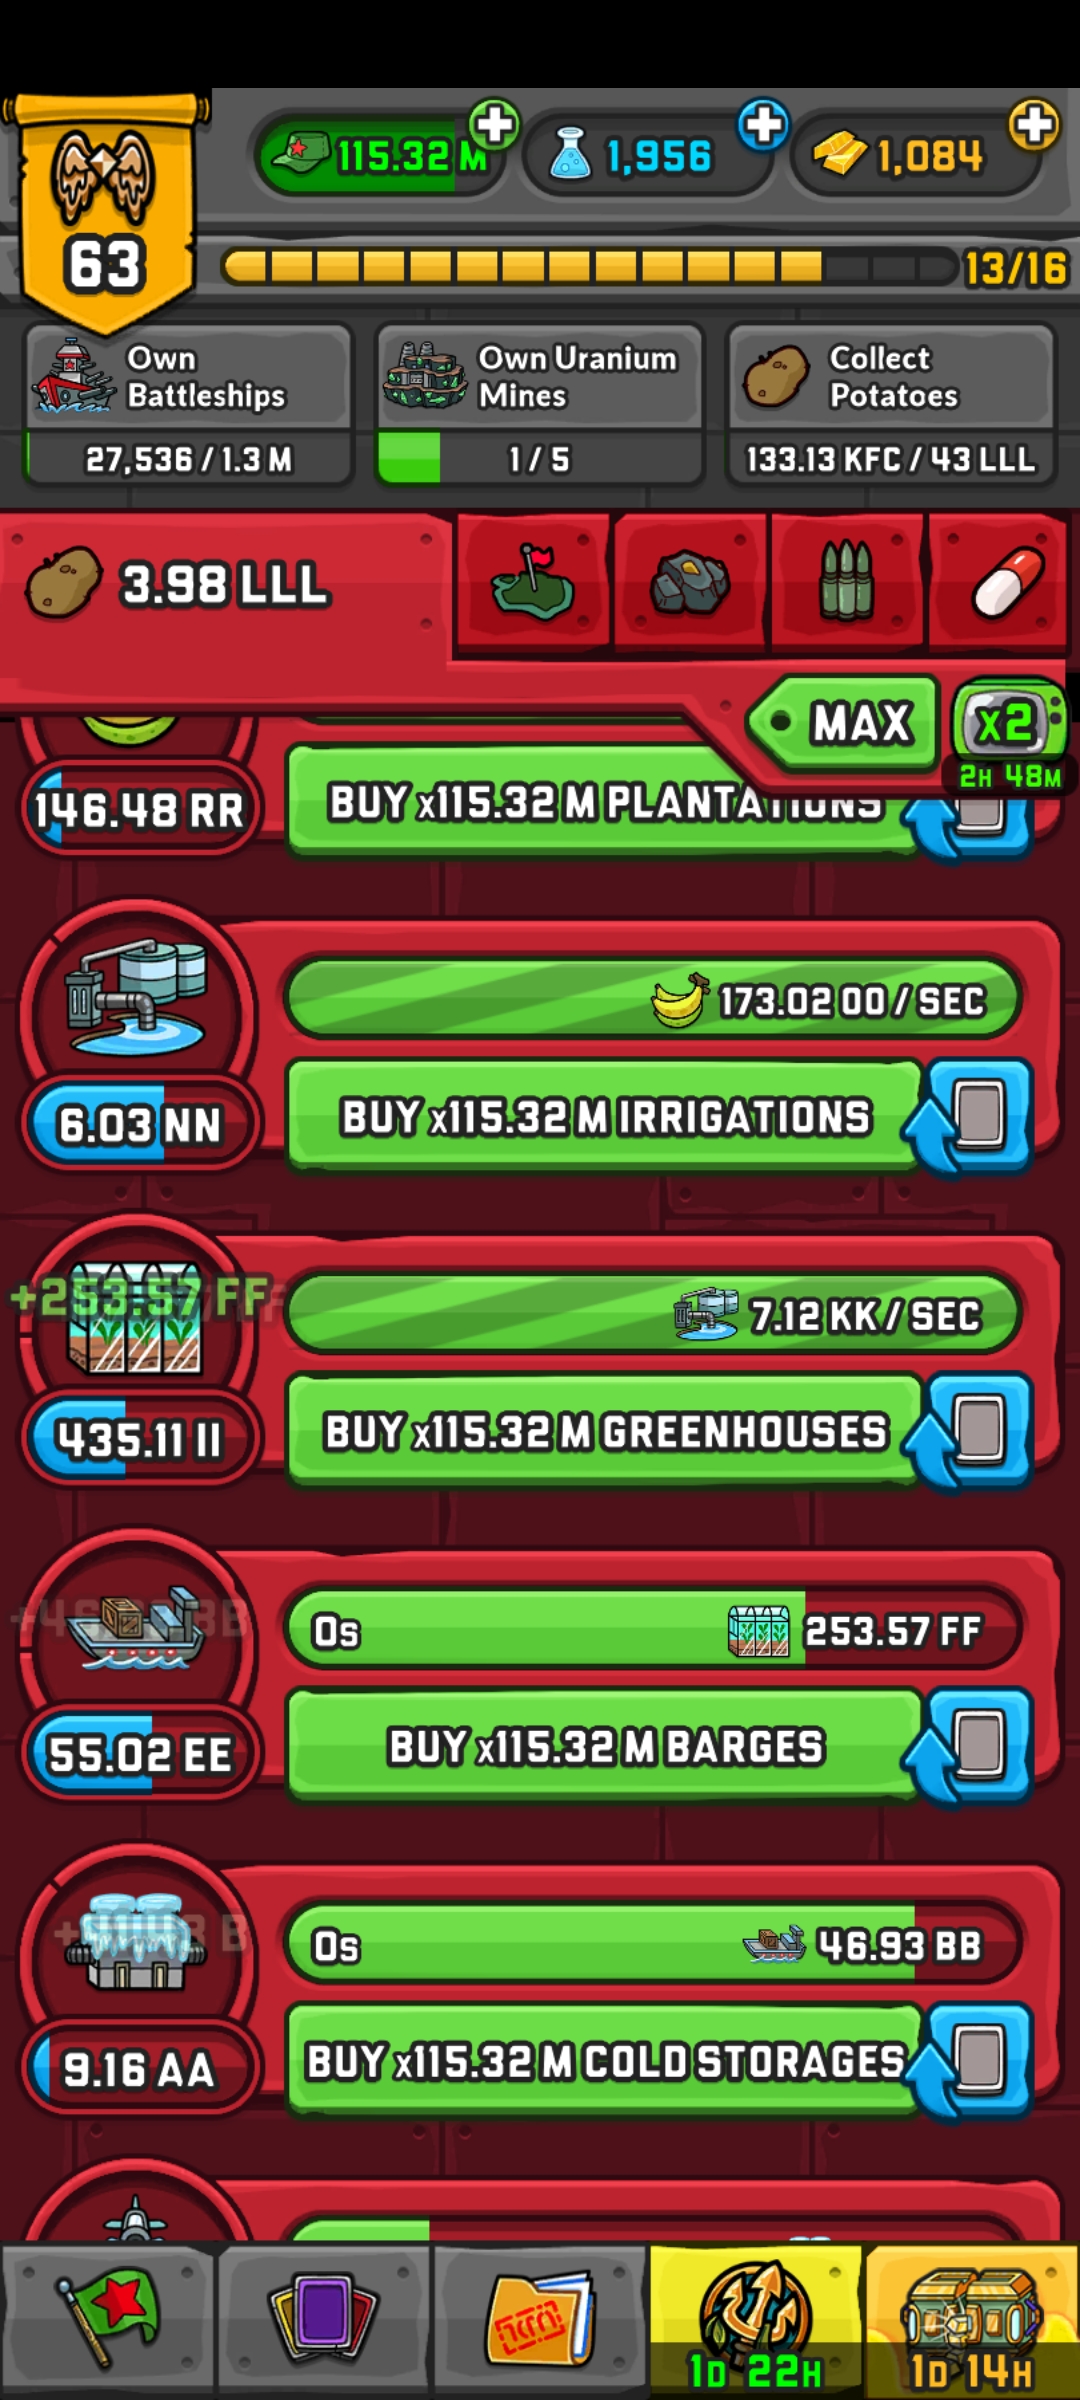 115.32 M
1,956
1,084
63
13/16
Own Battleships
27,536 / 1.3 M
Own Uranium Mines
1 / 5
Collect Potatoes
133.13 KFC / 43 LLL
3.98 LLL
MAX
x2
2H 48M
146.48 RR
BUY x115.32 M PLANTATIONS
173.02 OO / SEC
6.03 NN
BUY x115.32 M IRRIGATIONS
+253.57 FF
7.12 KK / SEC
435.11 II
BUY x115.32 M GREENHOUSES
0s
253.57 FF
55.02 EE
BUY x115.32 M BARGES
0s
46.93 BB
9.16 AA
BUY x115.32 M COLD STORAGES
1D 22H
1D 14H